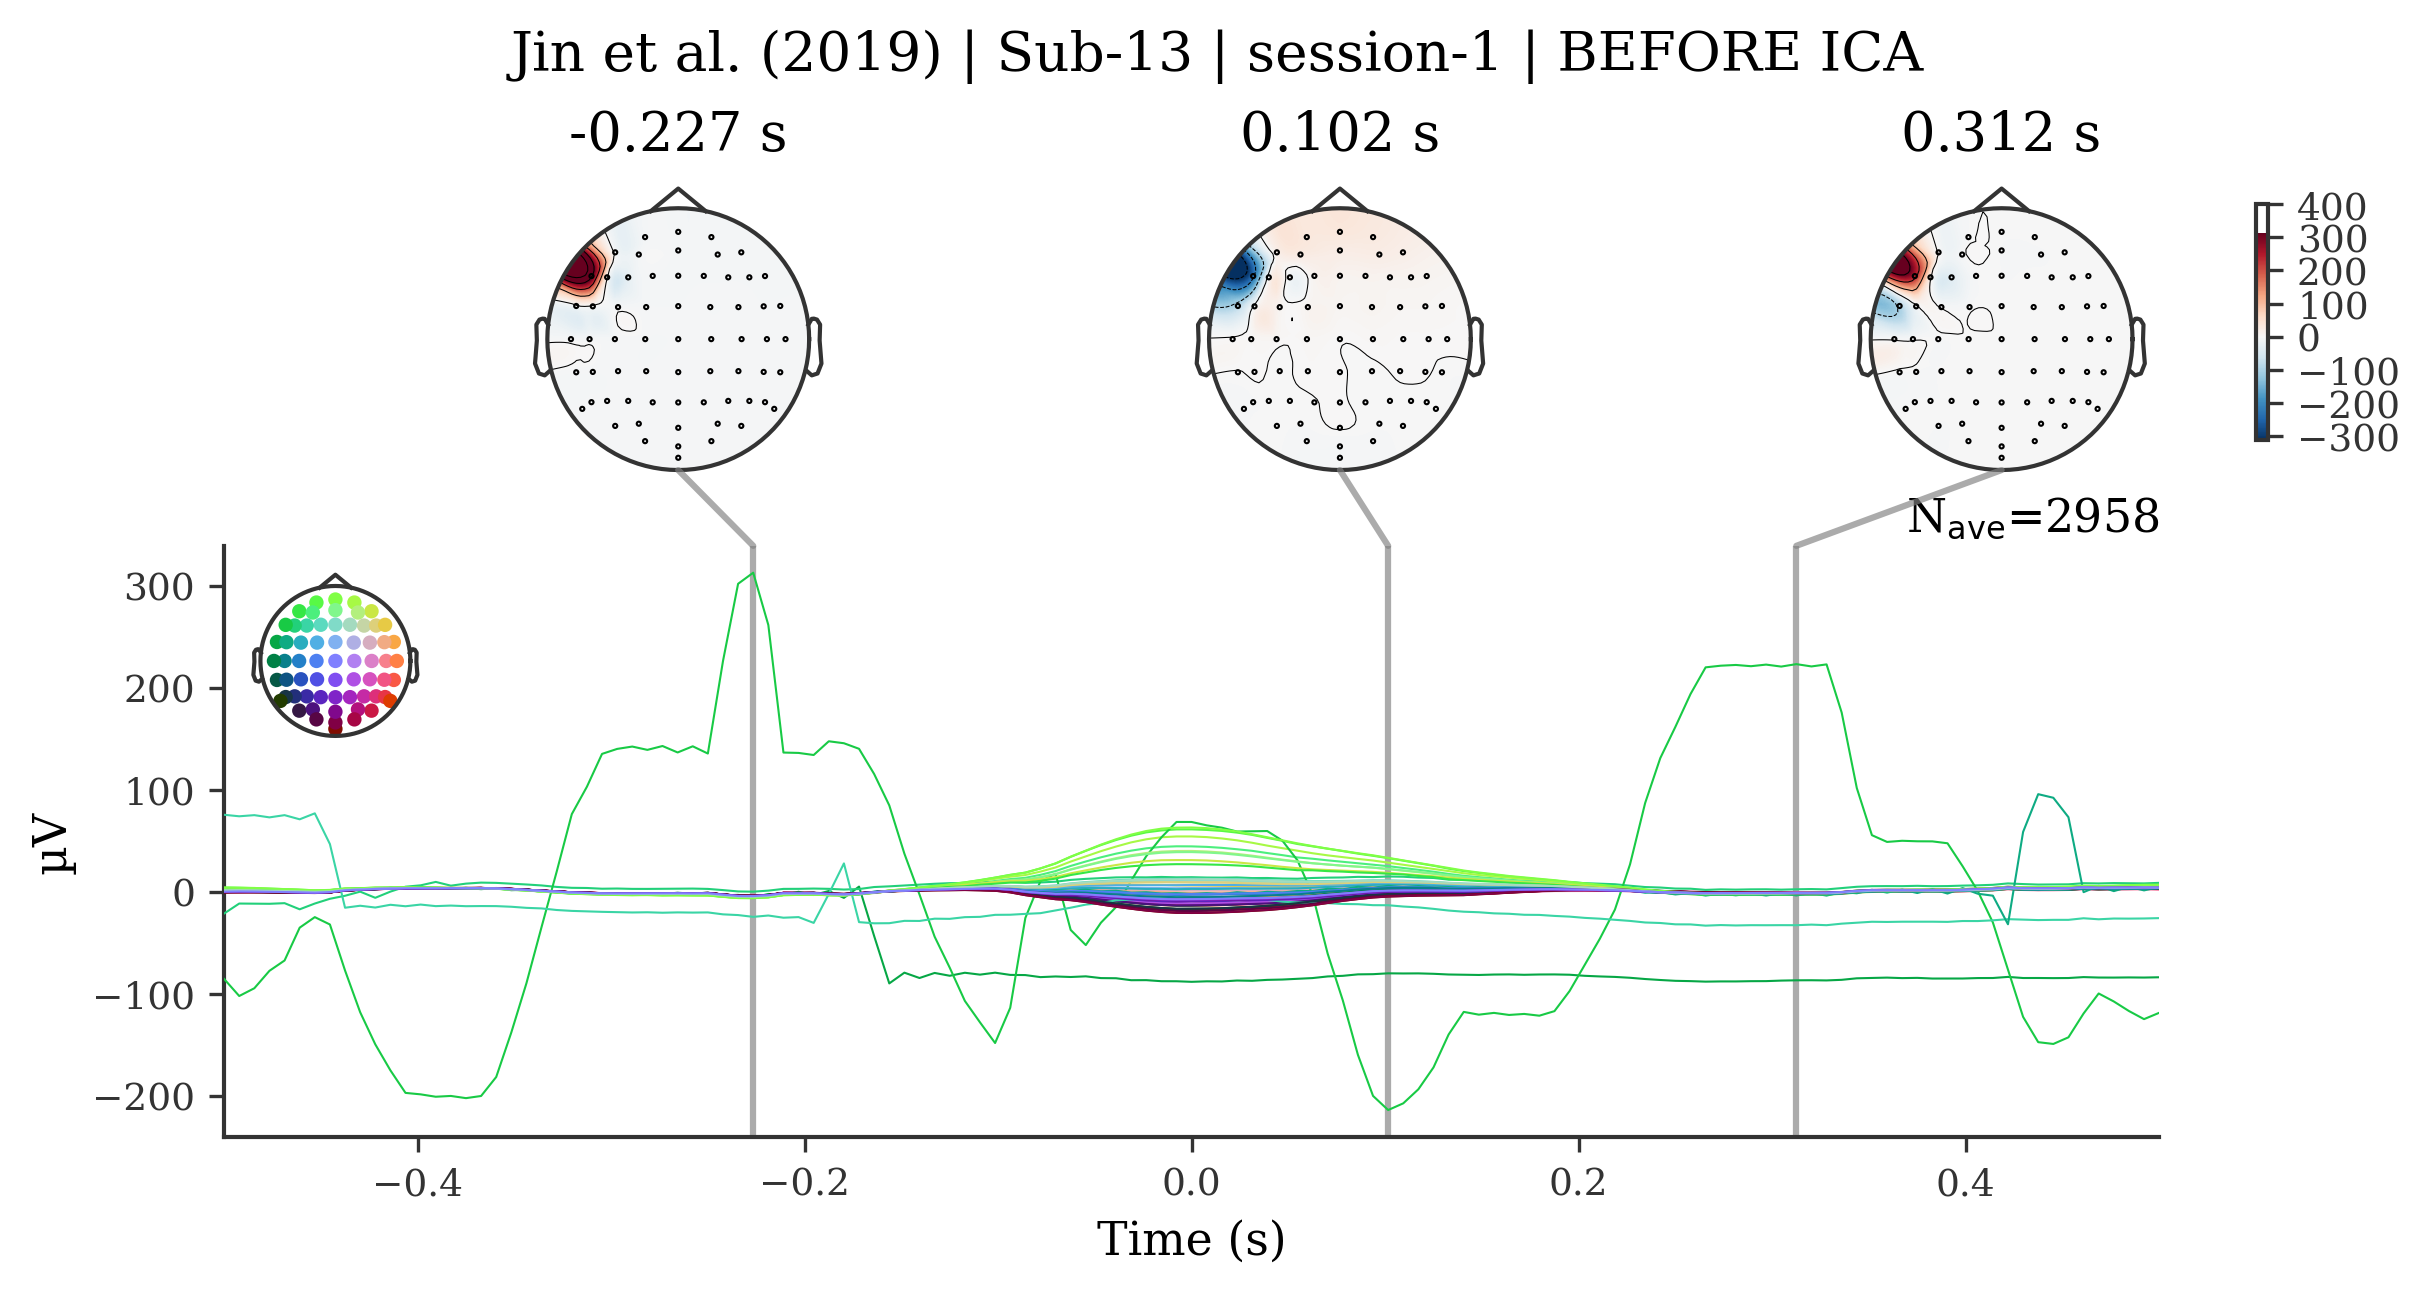 Jin et al. (2019) | Sub-13 | session-1 | BEFORE ICA
-0.227 s
0.102 s
0.312 s
400
300
200
100
0
−100
−200
−300
Nave=2958
µV
300
200
100
0
−100
−200
−0.4
−0.2
0.0
0.2
0.4
Time (s)